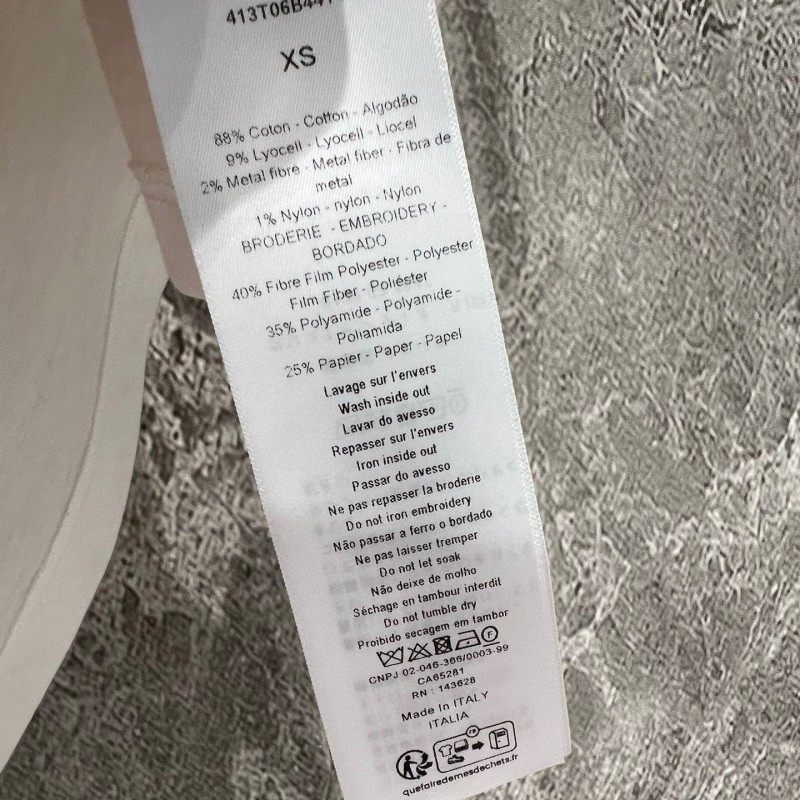 413T06B441
XS
88% Coton - Cotton - Algodão
9% Lyocell - Lyocell - Liocel
2% Metal fibre - Metal fiber - Fibra de
metal
1% Nylon - nylon - Nylon
BRODERIE - EMBROIDERY -
BORDADO
40% Fibre Film Polyester - Polyester
Film Fiber - Poliéster
35% Polyamide - Polyamide -
Poliamida
25% Papier - Paper - Papel
Lavage sur l'envers
Wash inside out
Lavar do avesso
Repasser sur l'envers
Iron inside out
Passar do avesso
Ne pas repasser la broderie
Do not iron embroidery
Não passar a ferro o bordado
Ne pas laisser tremper
Do not let soak
Não deixe de molho
Séchage en tambour interdit
Do not tumble dry
Proibido secagem em tambor
F
CNPJ 02-046-366/0003-99
CA65281
RN : 143628
Made In ITALY
ITALIA
FR
quefairedemesdechets.fr